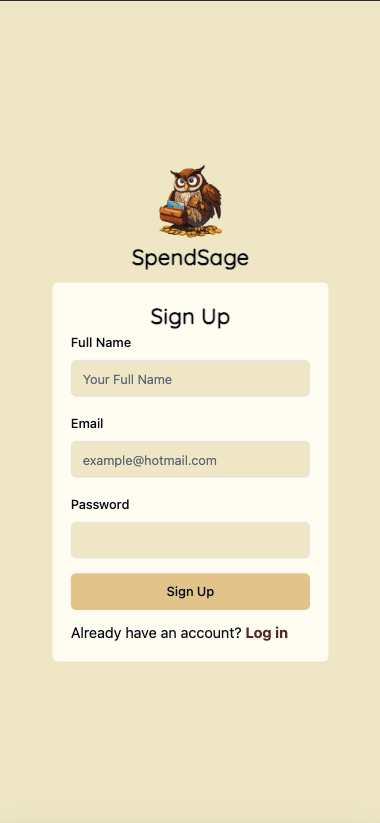 SpendSage
Sign Up
Full Name
Your Full Name
Email
example@hotmail.com
Password
Sign Up
Already have an account? Log in